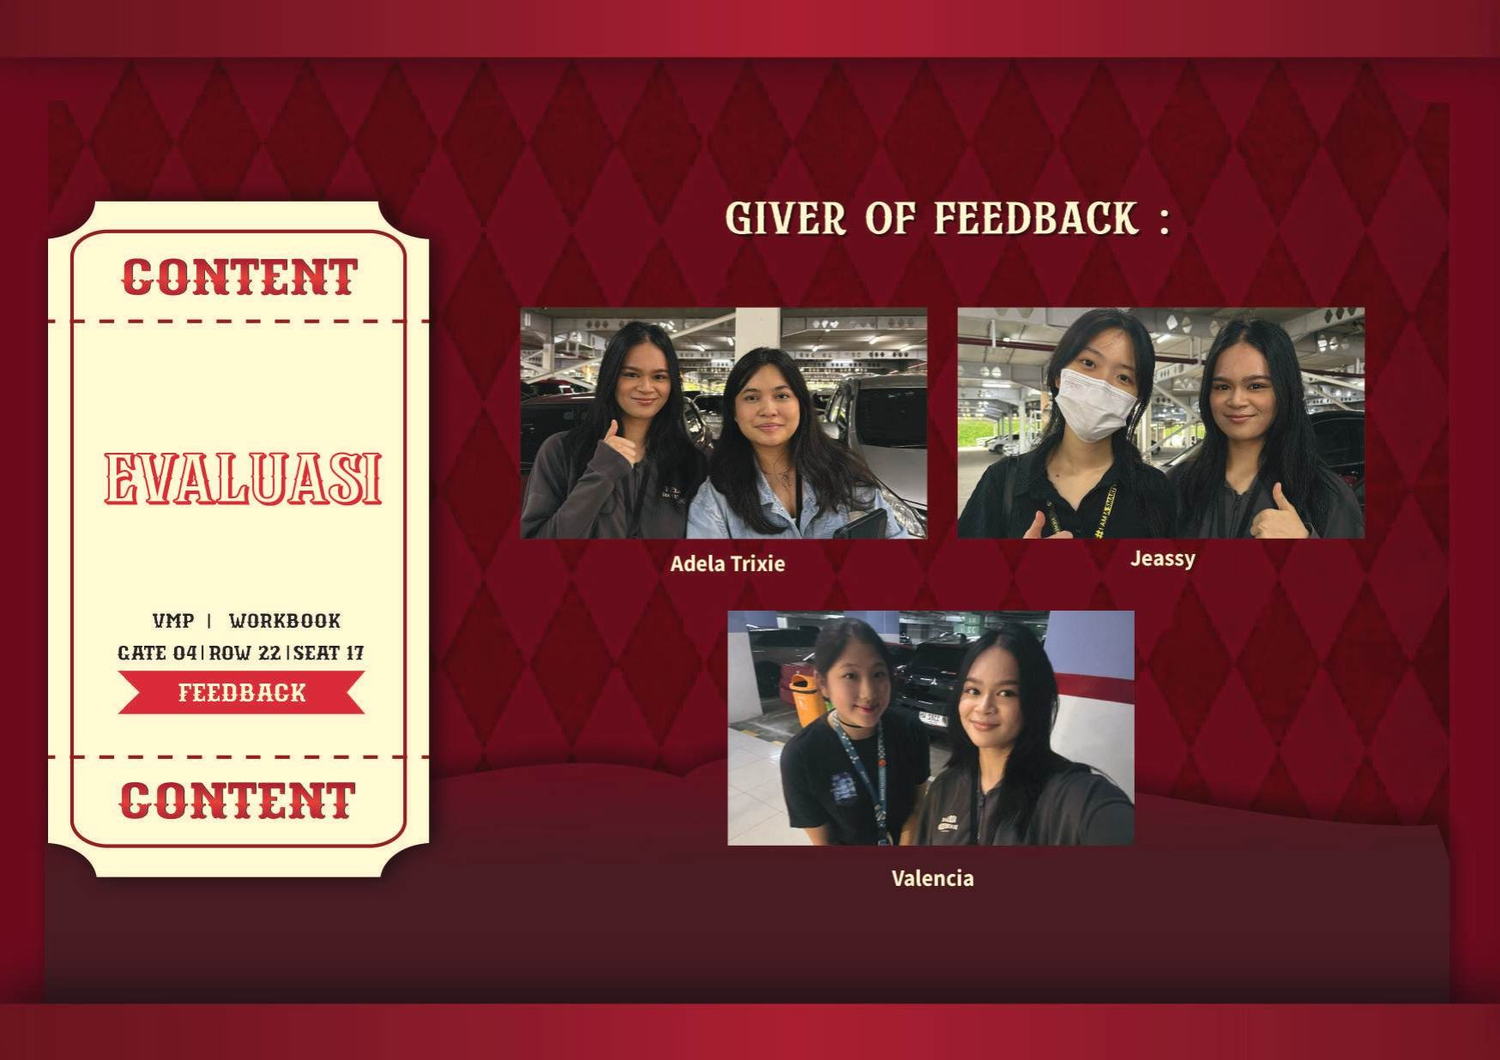 CONTENT
EVALUASI
VMP | WORKBOOK
GATE 04|ROW 22|SEAT 17
FEEDBACK
CONTENT
GIVER OF FEEDBACK :
Adela Trixie
Jeassy
Valencia